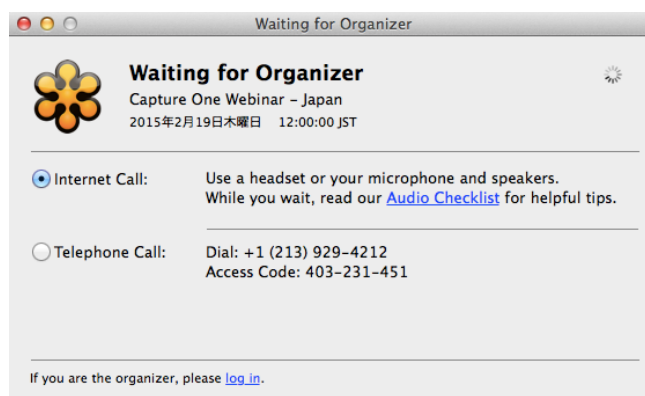 Waiting for Organizer
Waiting for Organizer
Capture One Webinar – Japan
2015年2月19日木曜日 12:00:00 JST
Internet Call:
Use a headset or your microphone and speakers.
While you wait, read our Audio Checklist for helpful tips.
Telephone Call:
Dial: +1 (213) 929-4212
Access Code: 403-231-451
If you are the organizer, please log in.